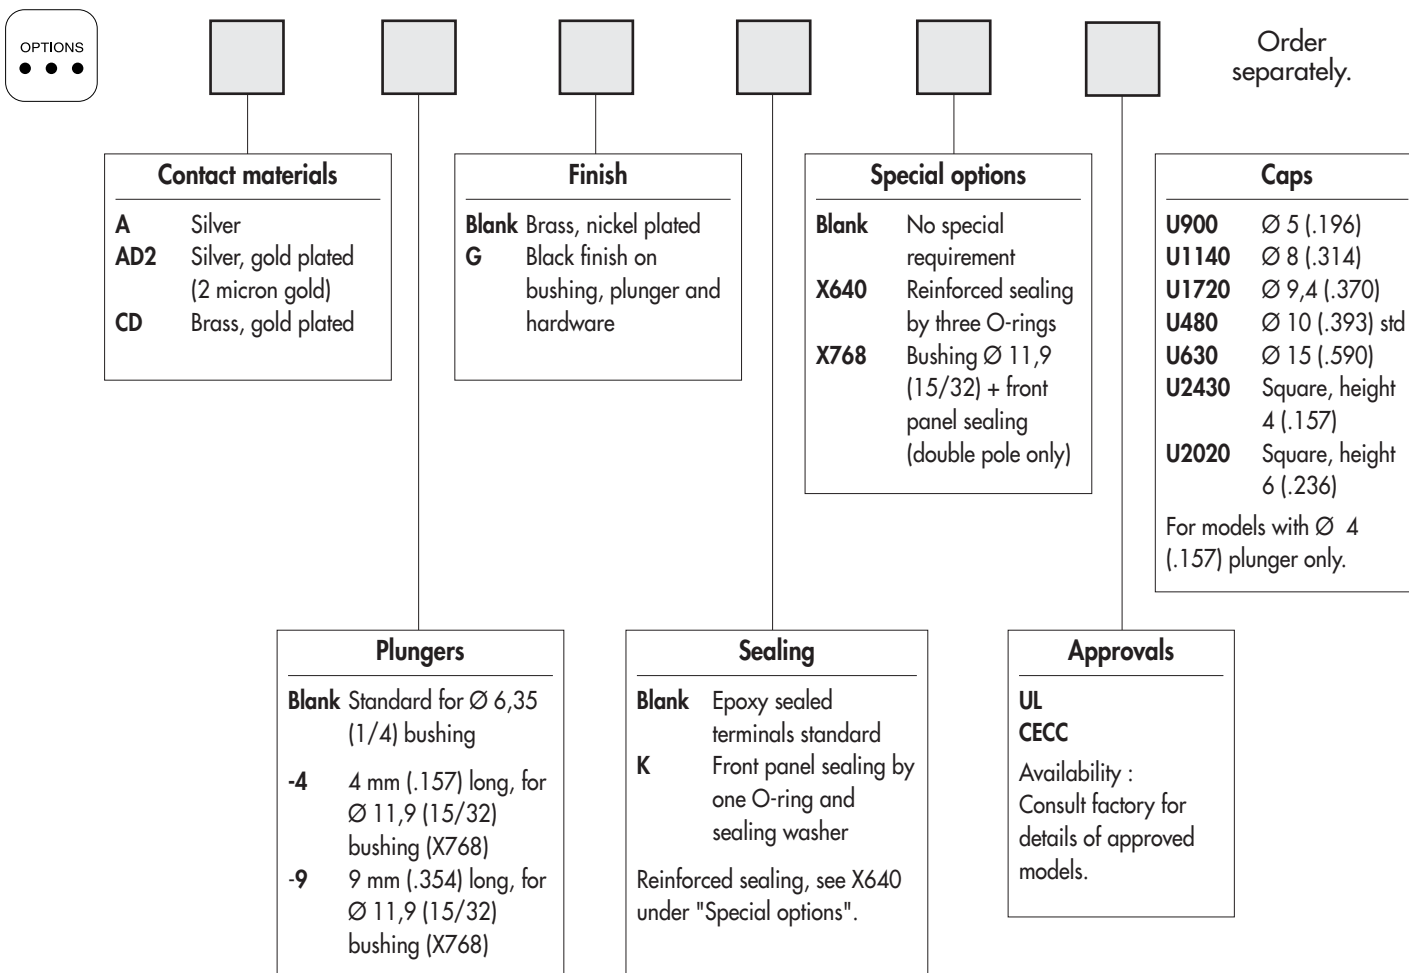 OPTIONS
Order
separately.
Contact materials
A Silver
AD2 Silver, gold plated
(2 micron gold)
CD Brass, gold plated
Finish
Blank Brass, nickel plated
G Black finish on
bushing, plunger and
hardware
Special options
Blank No special
requirement
X640 Reinforced sealing
by three O-rings
X768 Bushing Ø 11,9
(15/32) + front
panel sealing
(double pole only)
Caps
U900 Ø 5 (.196)
U1140 Ø 8 (.314)
U1720 Ø 9,4 (.370)
U480 Ø 10 (.393) std
U630 Ø 15 (.590)
U2430 Square, height
4 (.157)
U2020 Square, height
6 (.236)
For models with Ø 4
(.157) plunger only.
Plungers
Blank Standard for Ø 6,35
(1/4) bushing
-4 4 mm (.157) long, for
Ø 11,9 (15/32)
bushing (X768)
-9 9 mm (.354) long, for
Ø 11,9 (15/32)
bushing (X768)
Sealing
Blank Epoxy sealed
terminals standard
K Front panel sealing by
one O-ring and
sealing washer
Reinforced sealing, see X640
under "Special options".
Approvals
UL
CECC
Availability :
Consult factory for
details of approved
models.